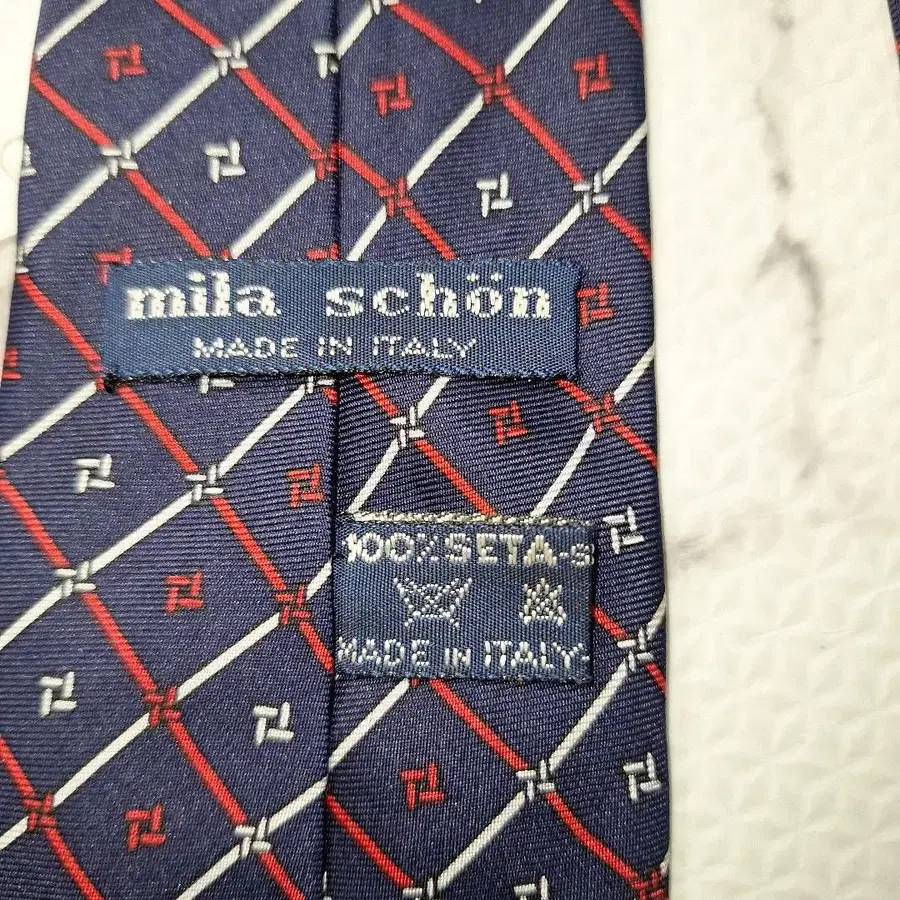 mila schön
MADE IN ITALY
100% SETA-S
MADE IN ITALY-